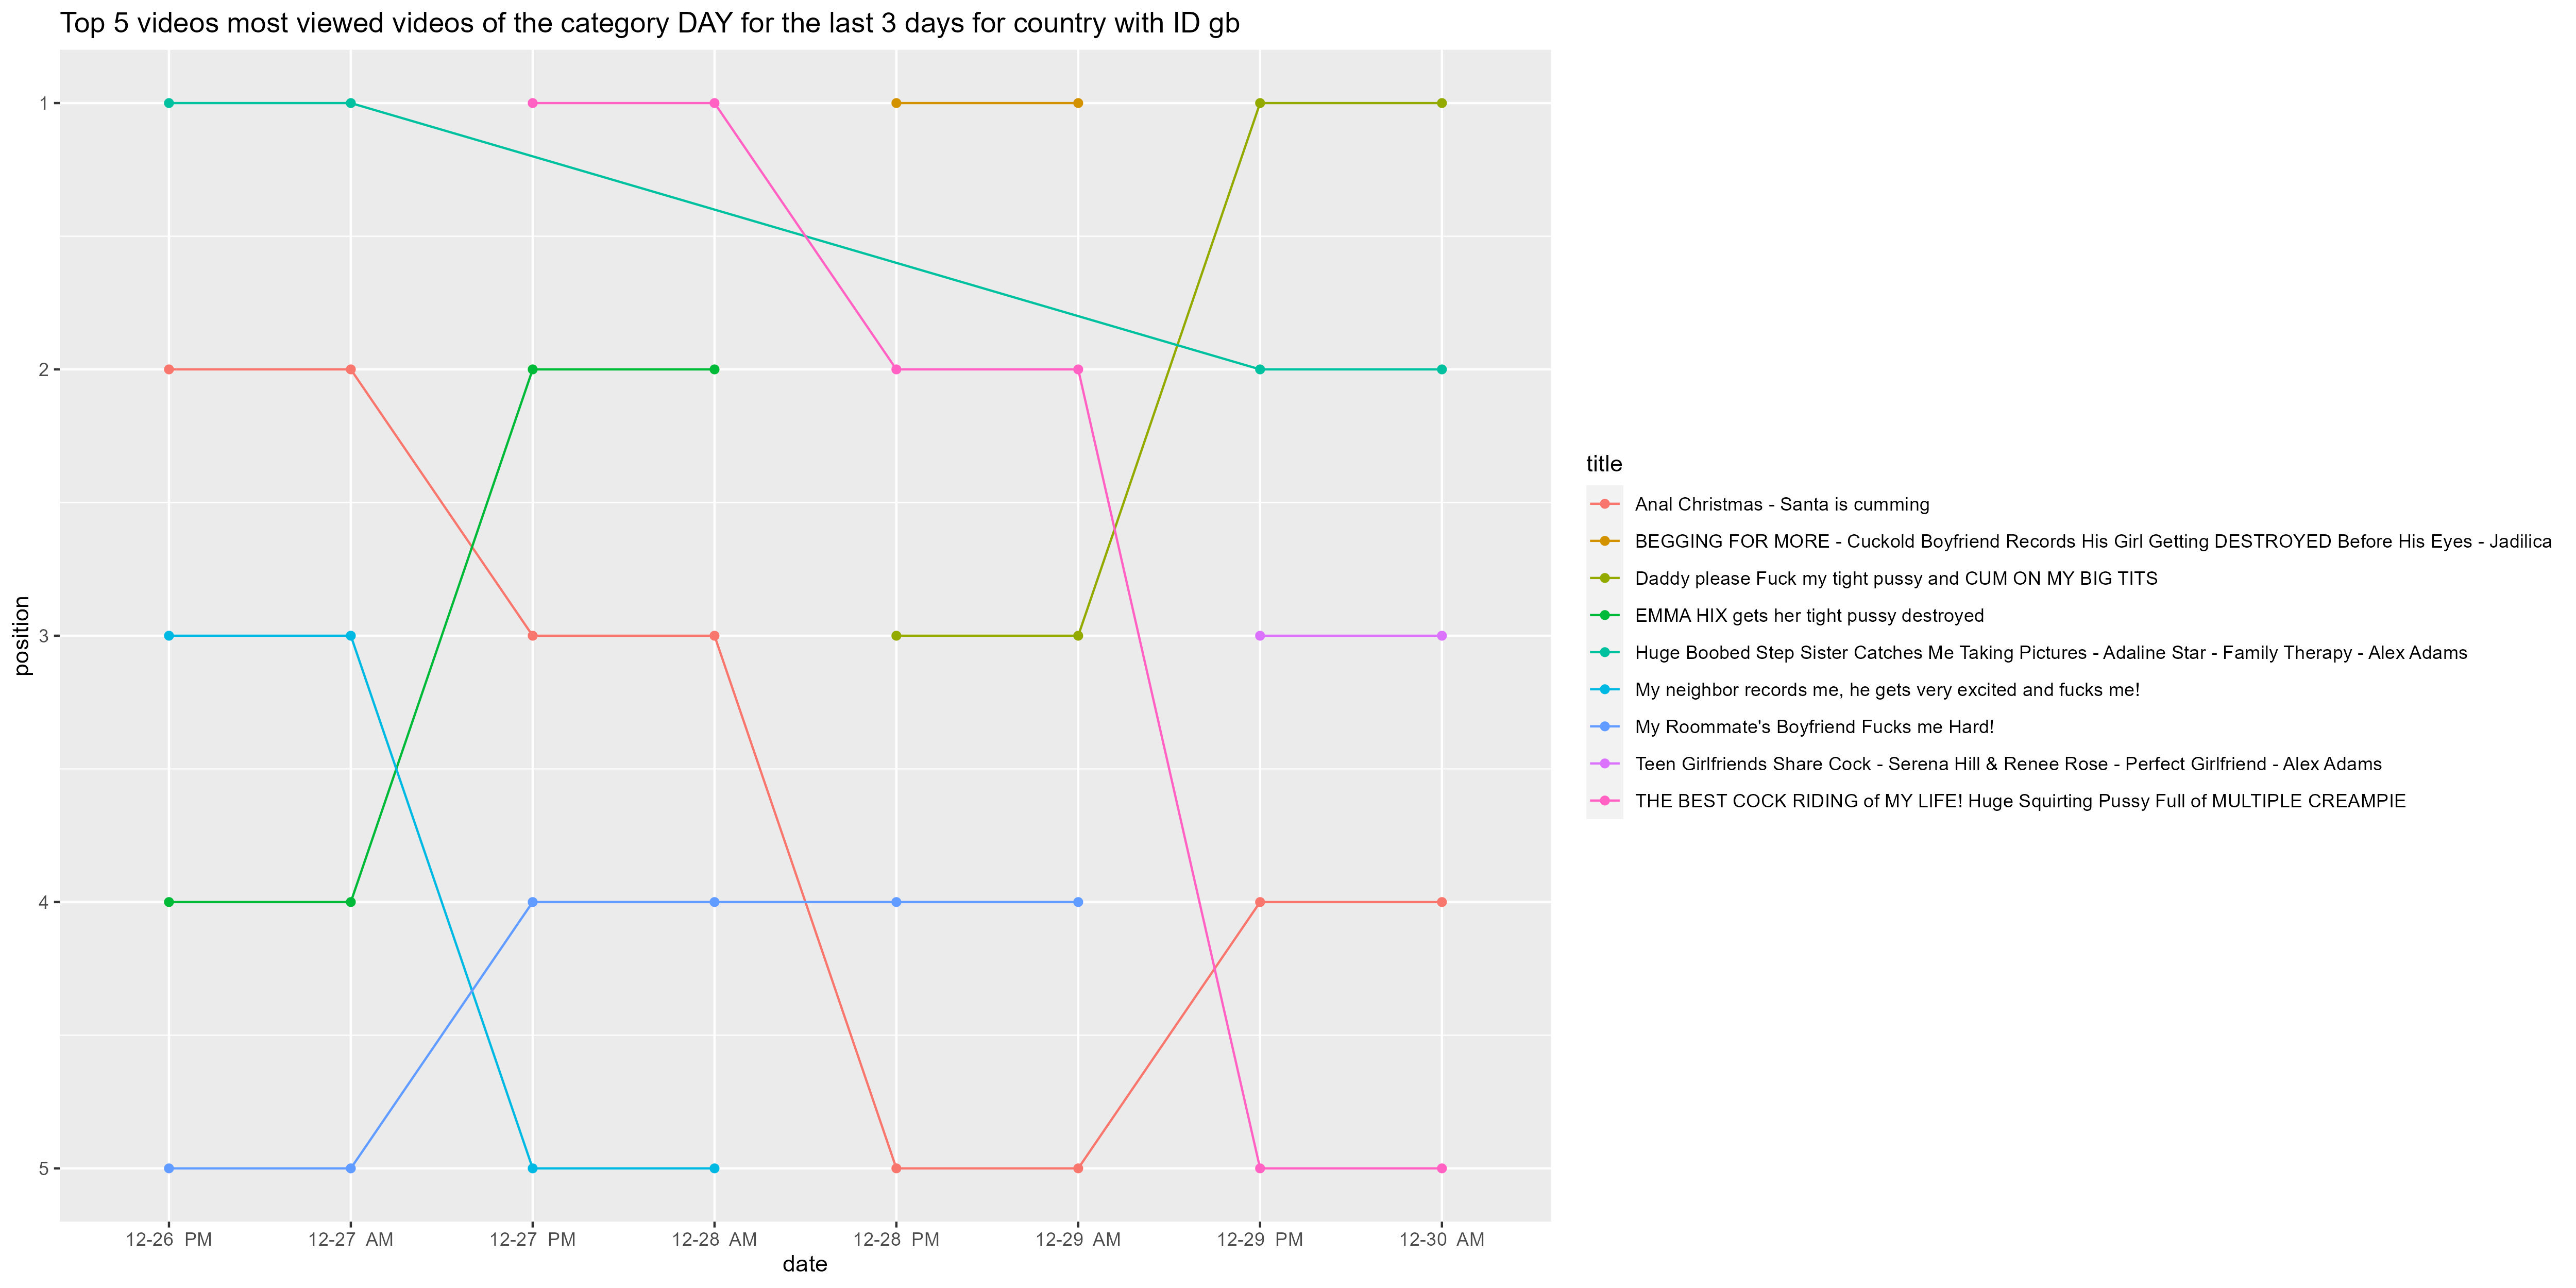 Top 5 videos most viewed videos of the category DAY for the last 3 days for country with ID gb
position
1
2
3
4
5
12-26 PM
12-27 AM
12-27 PM
12-28 AM
12-28 PM
12-29 AM
12-29 PM
12-30 AM
date
title
Anal Christmas - Santa is cumming
BEGGING FOR MORE - Cuckold Boyfriend Records His Girl Getting DESTROYED Before His Eyes - Jadilica
Daddy please Fuck my tight pussy and CUM ON MY BIG TITS
EMMA HIX gets her tight pussy destroyed
Huge Boobed Step Sister Catches Me Taking Pictures - Adaline Star - Family Therapy - Alex Adams
My neighbor records me, he gets very excited and fucks me!
My Roommate's Boyfriend Fucks me Hard!
Teen Girlfriends Share Cock - Serena Hill & Renee Rose - Perfect Girlfriend - Alex Adams
THE BEST COCK RIDING of MY LIFE! Huge Squirting Pussy Full of MULTIPLE CREAMPIE